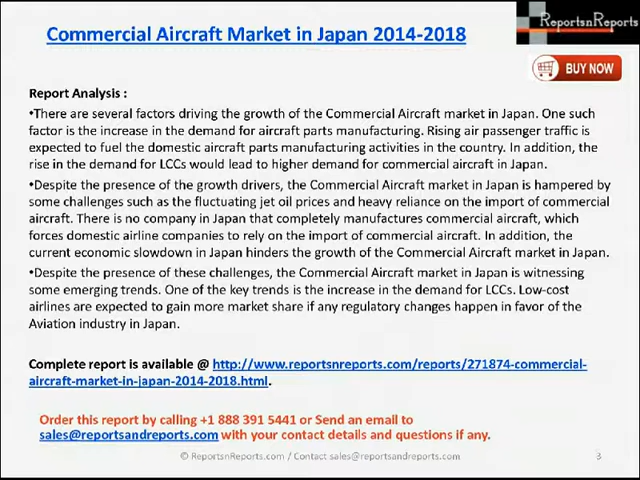 Commercial Aircraft Market in Japan 2014-2018
ReportsnReports
BUY NOW
Report Analysis :
•There are several factors driving the growth of the Commercial Aircraft market in Japan. One such
factor is the increase in the demand for aircraft parts manufacturing. Rising air passenger traffic is
expected to fuel the domestic aircraft parts manufacturing activities in the country. In addition, the
rise in the demand for LCCs would lead to higher demand for commercial aircraft in Japan.
•Despite the presence of the growth drivers, the Commercial Aircraft market in Japan is hampered by
some challenges such as the fluctuating jet oil prices and heavy reliance on the import of commercial
aircraft. There is no company in Japan that completely manufactures commercial aircraft, which
forces domestic airline companies to rely on the import of commercial aircraft. In addition, the
current economic slowdown in Japan hinders the growth of the Commercial Aircraft market in Japan.
•Despite the presence of these challenges, the Commercial Aircraft market in Japan is witnessing
some emerging trends. One of the key trends is the increase in the demand for LCCs. Low-cost
airlines are expected to gain more market share if any regulatory changes happen in favor of the
Aviation industry in Japan.
Complete report is available @ http://www.reportsnreports.com/reports/271874-commercial-
aircraft-market-in-japan-2014-2018.html.
Order this report by calling +1 888 391 5441 or Send an email to
sales@reportsandreports.com with your contact details and questions if any.
© ReportsnReports.com / Contact sales@reportsandreports.com
3